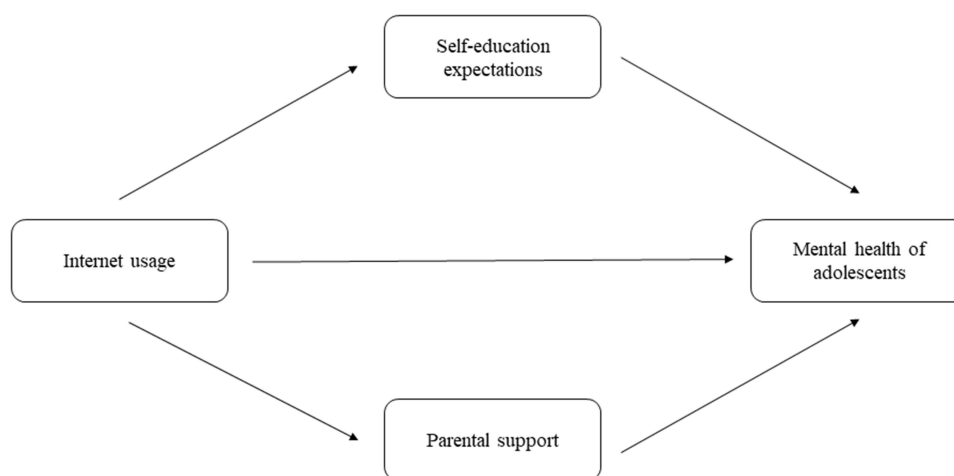 Self-education
expectations
Internet usage
Mental health of
adolescents
Parental support